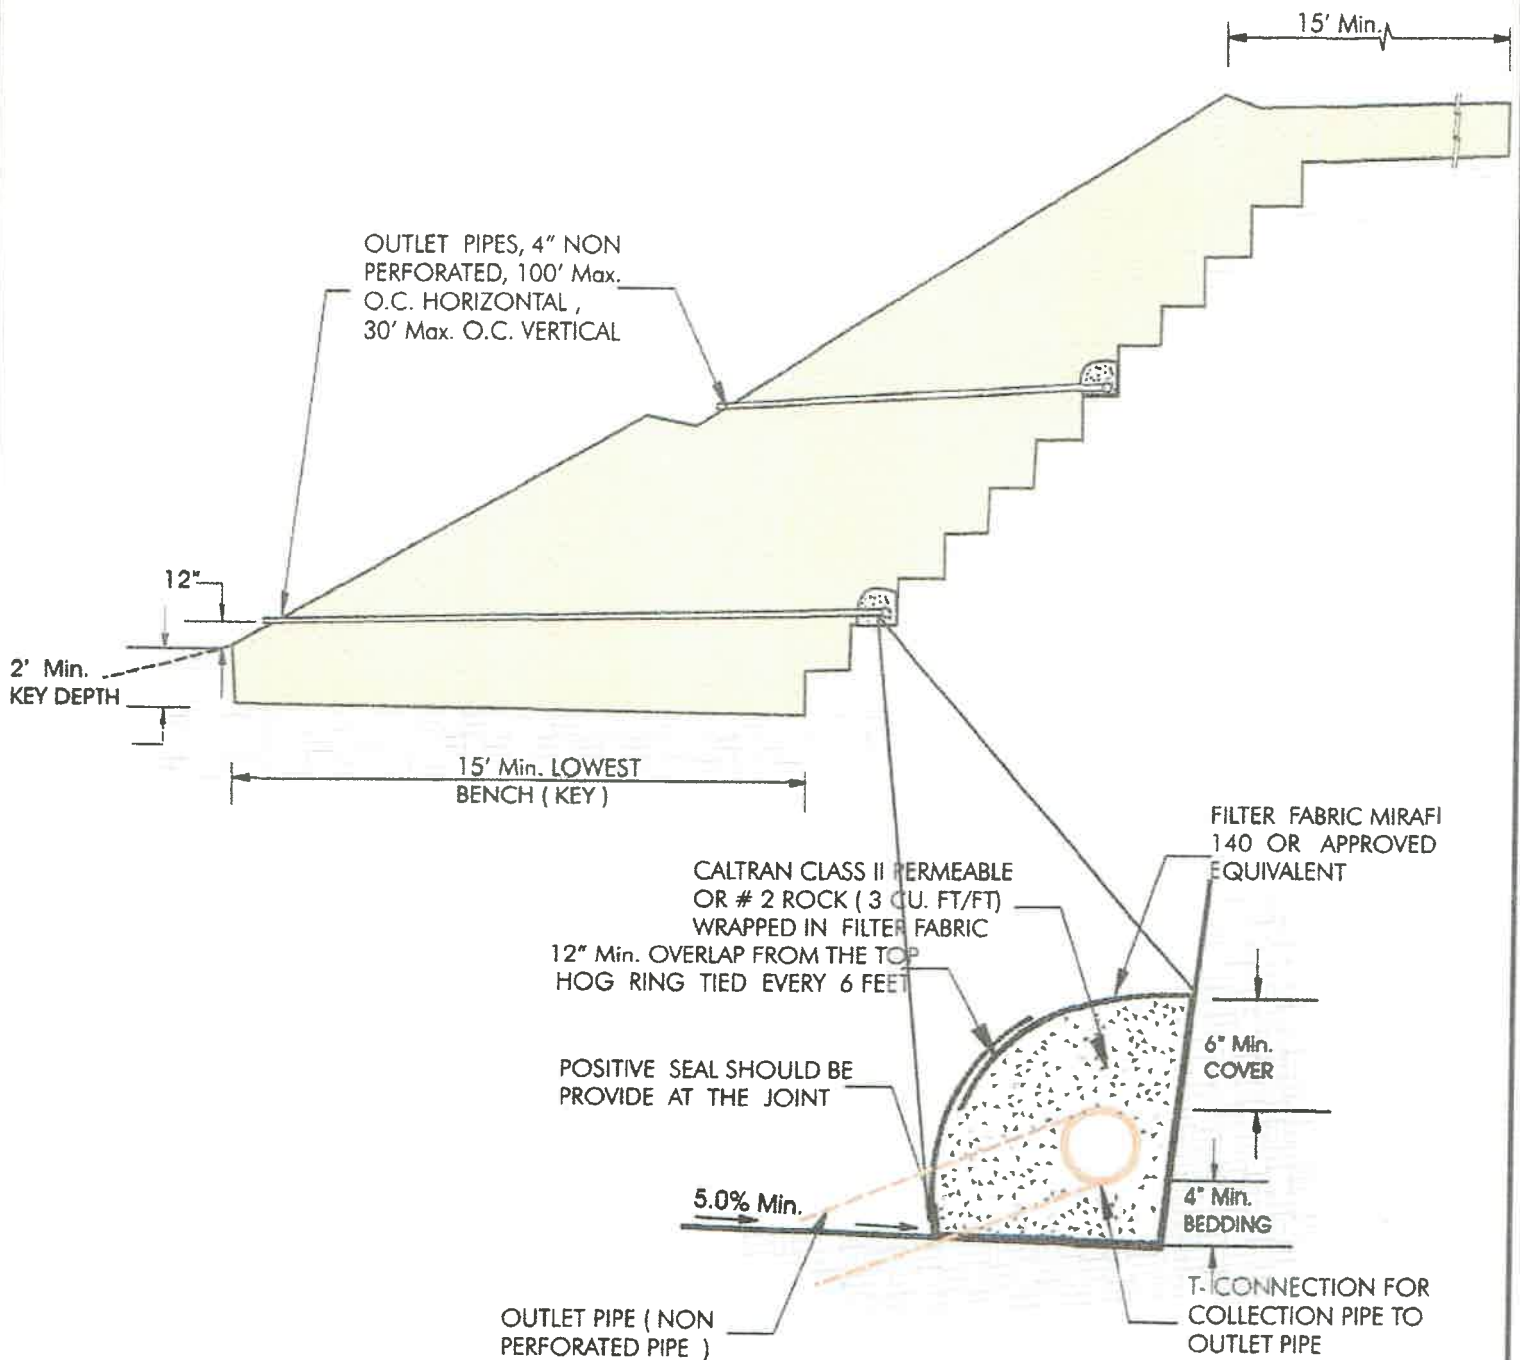 15' Min.
OUTLET PIPES, 4" NON
PERFORATED, 100' Max.
O.C. HORIZONTAL ,
30' Max. O.C. VERTICAL
12"
2' Min.
KEY DEPTH
15' Min. LOWEST
BENCH ( KEY )
FILTER FABRIC MIRAFI
140 OR APPROVED
EQUIVALENT
CALTRAN CLASS II PERMEABLE
OR # 2 ROCK ( 3 CU. FT/FT)
WRAPPED IN FILTER FABRIC
12" Min. OVERLAP FROM THE TOP
HOG RING TIED EVERY 6 FEET
6" Min.
COVER
POSITIVE SEAL SHOULD BE
PROVIDE AT THE JOINT
5.0% Min.
4" Min.
BEDDING
T-CONNECTION FOR
COLLECTION PIPE TO
OUTLET PIPE
OUTLET PIPE ( NON
PERFORATED PIPE )